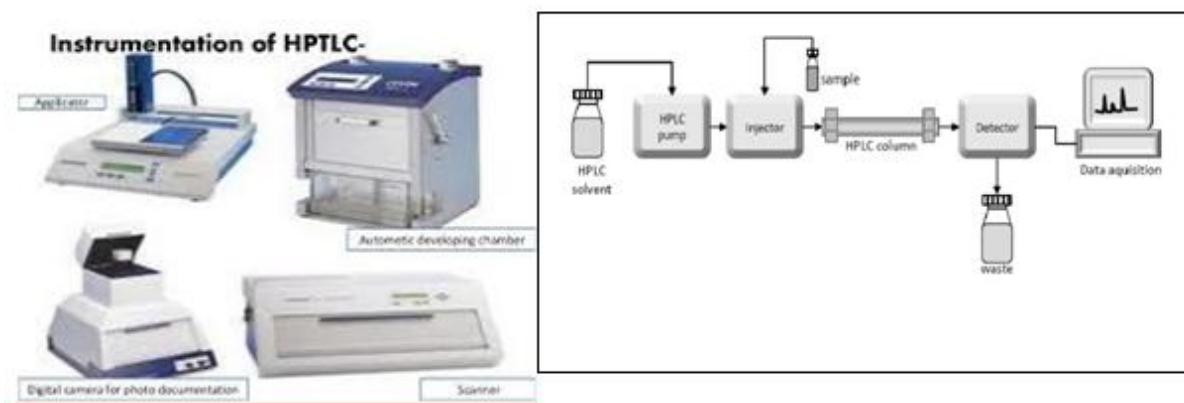 Instrumentation of HPTLC-
Applicator
Autometic developing chamber
Digital camera for photo documentation
Scanner
sample
HPLC
pump
Injector
HPLC column
Detector
HPLC
solvent
Data aquisition
waste